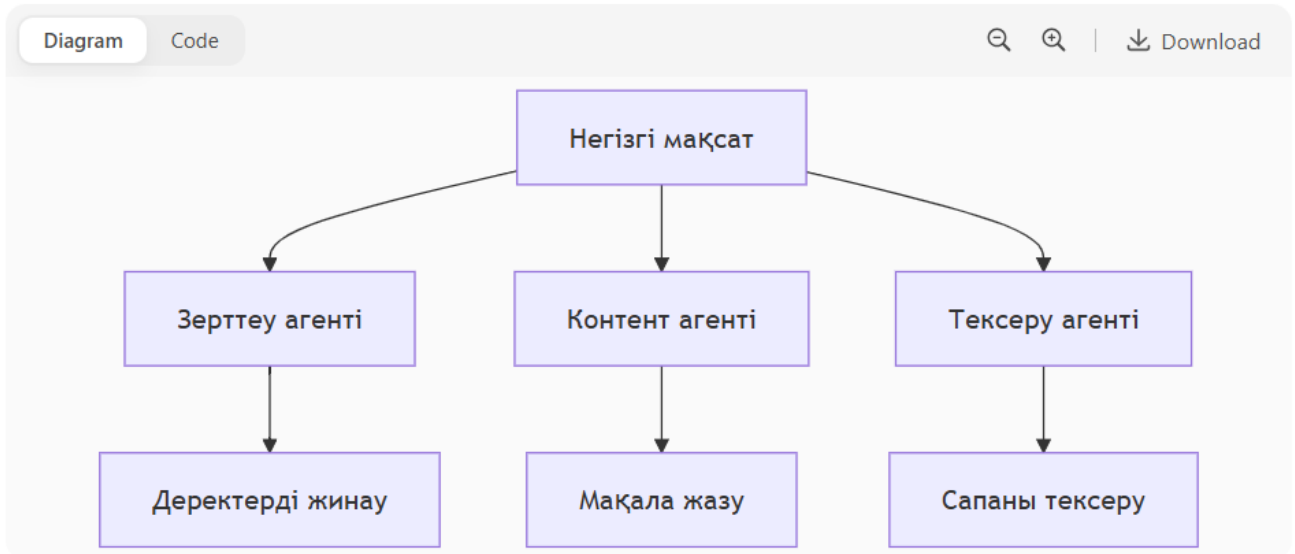 Diagram
Code
Download
Негізгі мақсат
Зерттеу агенті
Контент агенті
Тексеру агенті
Деректерді жинау
Мақала жазу
Сапаны тексеру